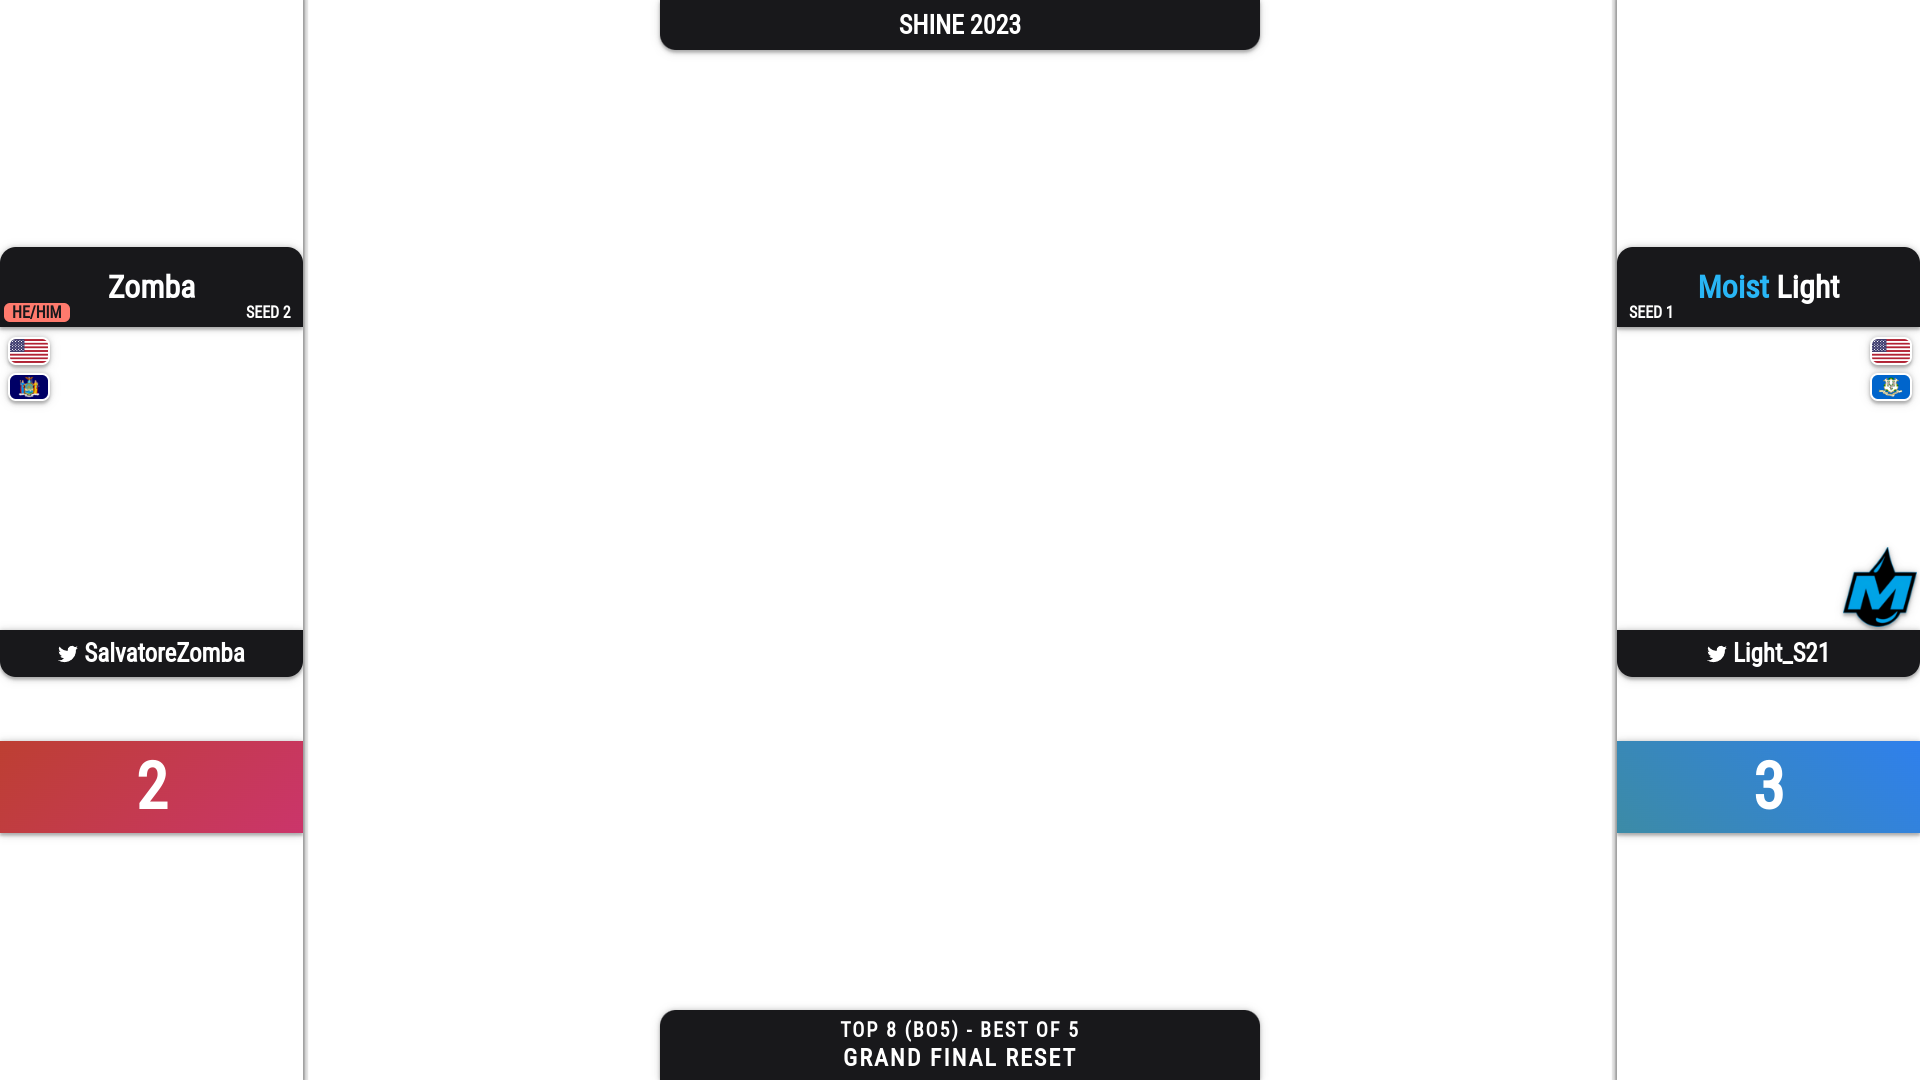 SHINE 2023
Zomba
HE/HIM
SEED 2
SalvatoreZomba
2
Moist Light
SEED 1
M
Light_S21
3
TOP 8 (BO5) - BEST OF 5
GRAND FINAL RESET